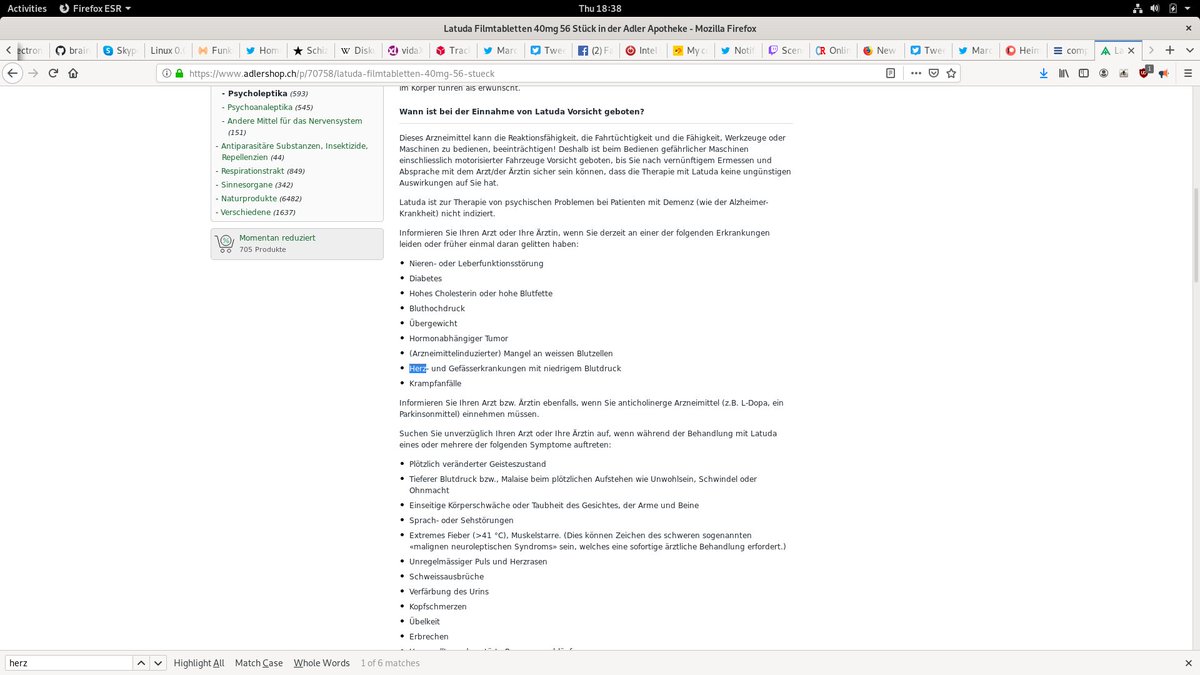 Activities Firefox ESR Thu 18:38
Latuda Filmtabletten 40mg 56 Stück in der Adler Apotheke - Mozilla Firefox
ectron brain Skyp Linux 0. Funk Hom Schla Disku vida Trac Marc Twee (2) Fa Intel My c Notif Twee Scen Onlin New Twee Marc Heim comp La
https://www.adlershop.ch/p/70758/latuda-filmtabletten-40mg-56-stueck
- Psycholeptika (593)
- Psychoanaleptika (545)
- Andere Mittel für das Nervensystem
(151)
- Antiparasitäre Substanzen, Insektizide,
Repellenzien (44)
- Respirationstrakt (849)
- Sinnesorgane (342)
- Naturprodukte (6482)
- Verschiedene (1637)
Momentan reduziert
705 Produkte
im Körper führen als erwünscht.
Wann ist bei der Einnahme von Latuda Vorsicht geboten?
Dieses Arzneimittel kann die Reaktionsfähigkeit, die Fahrtüchtigkeit und die Fähigkeit, Werkzeuge oder
Maschinen zu bedienen, beeinträchtigen! Deshalb ist beim Bedienen gefährlicher Maschinen
einschliesslich motorisierter Fahrzeuge Vorsicht geboten, bis Sie nach vernünftigem Ermessen und
Absprache mit dem Arzt/der Ärztin sicher sein können, dass die Therapie mit Latuda keine ungünstigen
Auswirkungen auf Sie hat.
Latuda ist zur Therapie von psychischen Problemen bei Patienten mit Demenz (wie der Alzheimer-
Krankheit) nicht indiziert.
Informieren Sie Ihren Arzt oder Ihre Ärztin, wenn Sie derzeit an einer der folgenden Erkrankungen
leiden oder früher einmal daran gelitten haben:
• Nieren- oder Leberfunktionsstörung
• Diabetes
• Hohes Cholesterin oder hohe Blutfette
• Bluthochdruck
• Übergewicht
• Hormonabhängiger Tumor
• (Arzneimittelinduzierter) Mangel an weissen Blutzellen
• Herz- und Gefässerkrankungen mit niedrigem Blutdruck
• Krampfanfälle
Informieren Sie Ihren Arzt bzw. Ärztin ebenfalls, wenn Sie anticholinerge Arzneimittel (z.B. L-Dopa, ein
Parkinsonmittel) einnehmen müssen.
Suchen Sie unverzüglich Ihren Arzt oder Ihre Ärztin auf, wenn während der Behandlung mit Latuda
eines oder mehrere der folgenden Symptome auftreten:
• Plötzlich veränderter Geisteszustand
• Tieferer Blutdruck bzw., Malaise beim plötzlichen Aufstehen wie Unwohlsein, Schwindel oder
Ohnmacht
• Einseitige Körperschwäche oder Taubheit des Gesichtes, der Arme und Beine
• Sprach- oder Sehstörungen
• Extremes Fieber (>41 °C), Muskelstarre. (Dies können Zeichen des schweren sogenannten
«malignen neuroleptischen Syndroms» sein, welches eine sofortige ärztliche Behandlung erfordert.)
• Unregelmässiger Puls und Herzrasen
• Schweissausbrüche
• Verfärbung des Urins
• Kopfschmerzen
• Übelkeit
• Erbrechen
herz Highlight All Match Case Whole Words 1 of 6 matches